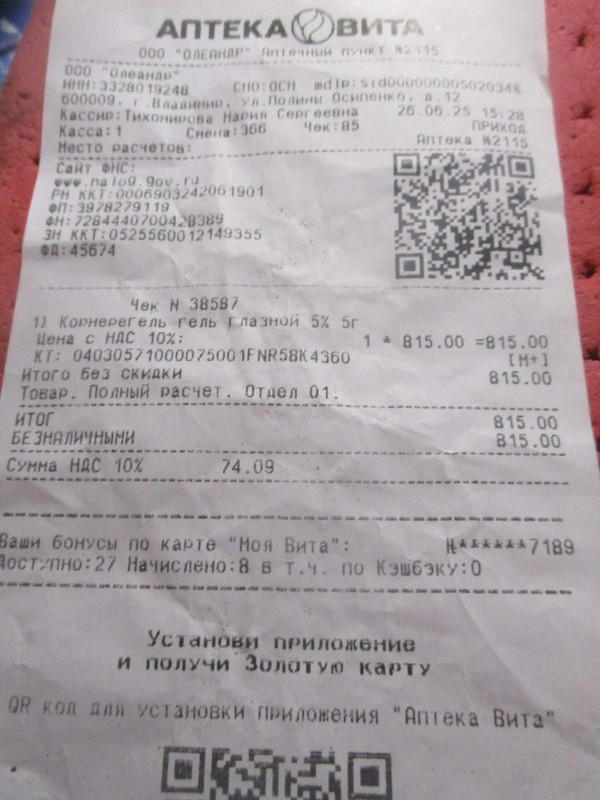 АПТЕКА ВИТА
ООО "ОЛЕАНДР" Аптечный пункт №2115
ООО "Олеандр"
ИНН:3328019248 СНО:ОСН mdlp:sid0000000005020348
600009, г.Владимир, ул.Полины Осипенко, д.12
Кассир:Тихонирова Мария Сергеевна 26.06.25 15:28
Касса:1 Смена:366 Чек:85 ПРИХОД
Место расчетов: Аптека №2115
Сайт ФНС:
www.nalog.gov.ru
РН ККТ:0006903242061901
ФП:3978279119
ФН:7284440700428389
ЗН ККТ:0525560012149355
ФД:45674
Чек N 38587
1) Корнерегель гель глазной 5% 5г
Цена с НДС 10%: 1 * 815.00 =815.00
КТ: 04030571000075001FNR58K4360 [М+]
Итого без скидки 815.00
Товар. Полный расчет. Отдел 01.
ИТОГ 815.00
БЕЗНАЛИЧНЫМИ 815.00
Сумма НДС 10% 74.09
Ваши бонусы по карте "Моя Вита": N******7189
Доступно:27 Начислено:8 в т.ч. по Кэшбэку:0
Установи приложение
и получи Золотую карту
QR код для установки приложения "Аптека Вита"